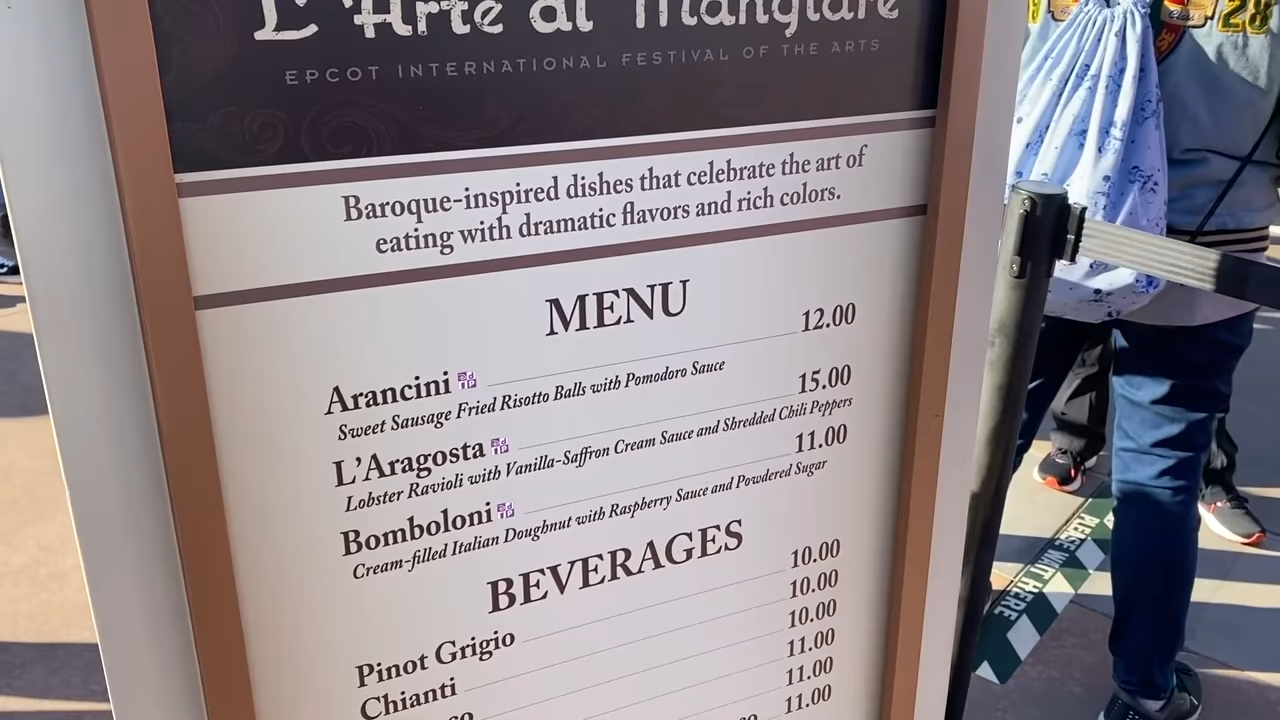 L'Arte di Mangiare
EPCOT INTERNATIONAL FESTIVAL OF THE ARTS
Baroque-inspired dishes that celebrate the art of
eating with dramatic flavors and rich colors.
MENU
Arancini 12.00
Sweet Sausage Fried Risotto Balls with Pomodoro Sauce
L'Aragosta 15.00
Lobster Ravioli with Vanilla-Saffron Cream Sauce and Shredded Chili Peppers
Bomboloni 11.00
Cream-filled Italian Doughnut with Raspberry Sauce and Powdered Sugar
BEVERAGES
Pinot Grigio 10.00
Chianti 10.00
10.00
11.00
11.00
11.00
PLEASE WAIT HERE
28